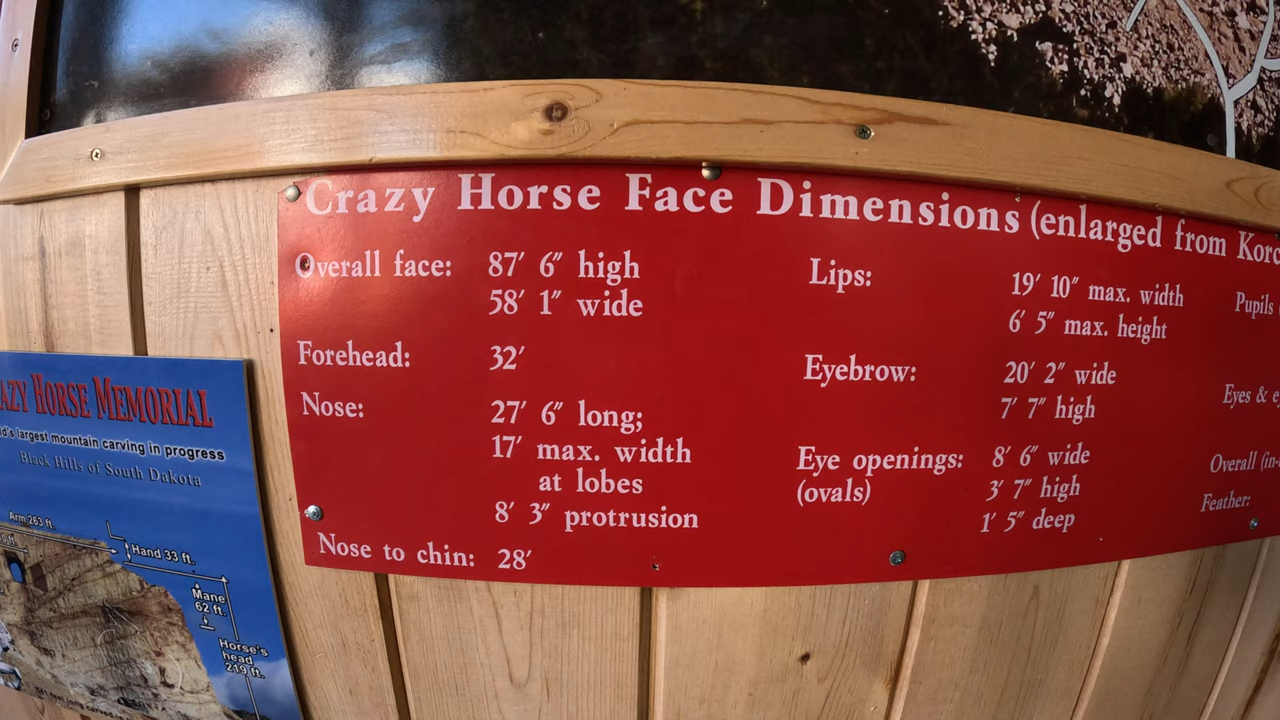 Crazy Horse Face Dimensions (enlarged from
Overall face: 87′ 6″ high
58′ 1″ wide
Forehead: 32′
Nose: 27′ 6″ long;
17′ max. width
at lobes
8′ 3″ protrusion
Nose to chin: 28′
Lips: 19′ 10″ max. width
6′ 5″ max. height
Eyebrow: 20′ 2″ wide
7′ 7″ high
Eye openings: 8′ 6″ wide
(ovals) 3′ 7″ high
1′ 5″ deep
Pupils
Eyes &
Overall
Feather:
HORSE MEMORIAL
largest mountain carving in progress
Black Hills of South Dakota
Arm 263 ft.
Hand 33 ft.
Mane
62 ft.
Horse's
head
219 ft.